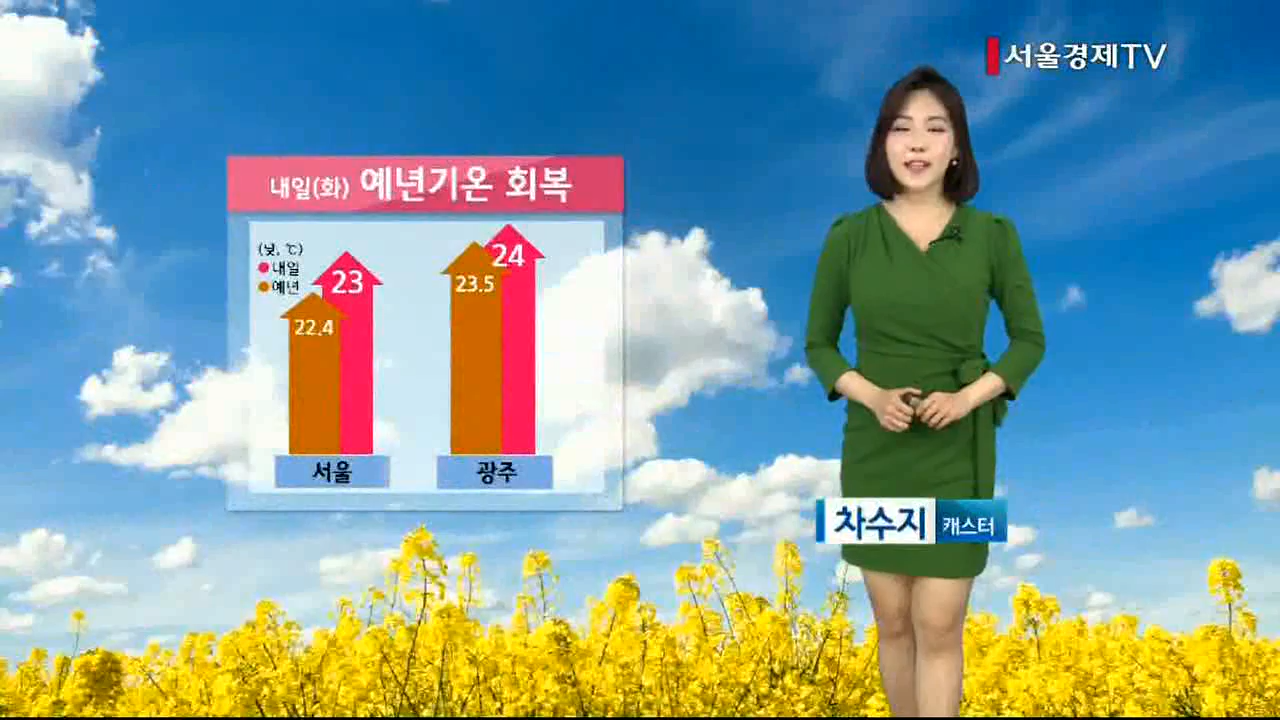 서울경제TV
내일(화) 예년기온 회복
(낮, ℃)
내일
예년
22.4
23
23.5
24
서울
광주
차수지 캐스터